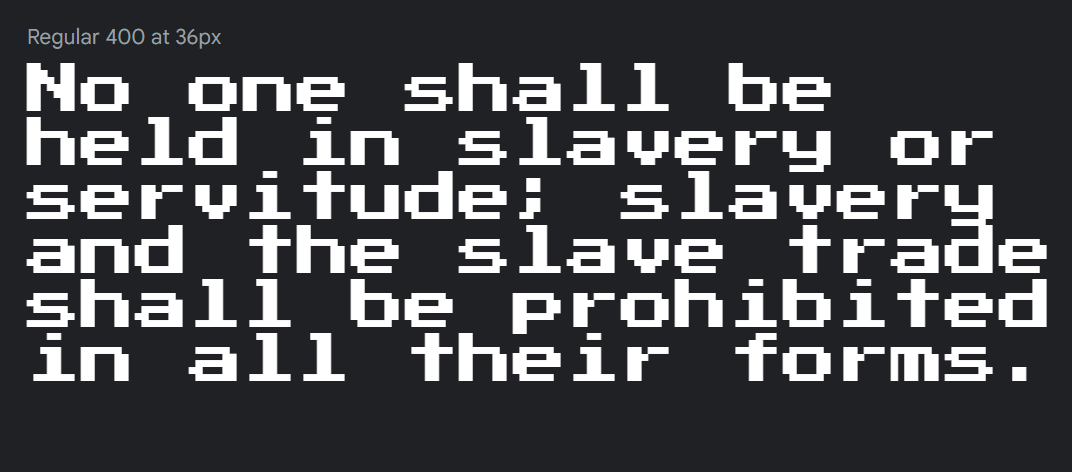 Regular 400 at 36px
No one shall be
held in slavery or
servitude; slavery
and the slave trade
shall be prohibited
in all their forms.